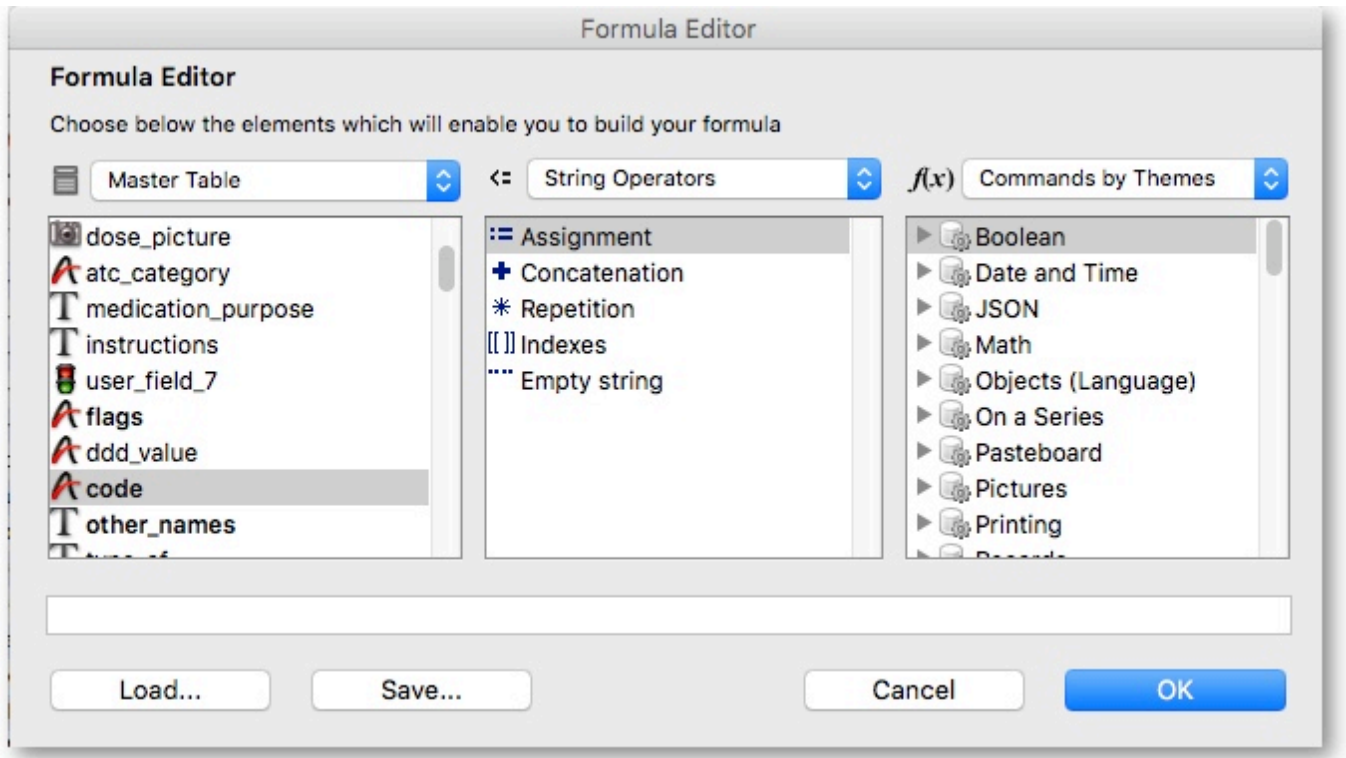 Formula Editor
Formula Editor
Choose below the elements which will enable you to build your formula
Master Table
<= String Operators
f(x) Commands by Themes
dose_picture
atc_category
medication_purpose
instructions
user_field_7
flags
ddd_value
code
other_names
:= Assignment
+ Concatenation
* Repetition
[[ ]] Indexes
"" Empty string
Boolean
Date and Time
JSON
Math
Objects (Language)
On a Series
Pasteboard
Pictures
Printing
Load...
Save...
Cancel
OK